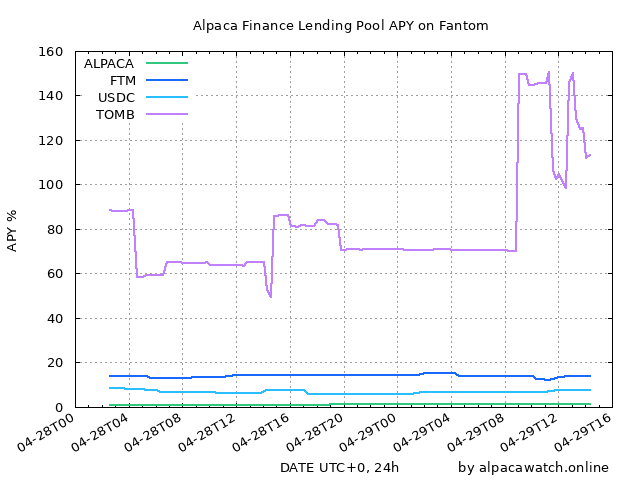 Alpaca Finance Lending Pool APY on Fantom
160
140
120
100
80
60
40
20
0
APY %
ALPACA
FTM
USDC
TOMB
04-28T00
04-28T04
04-28T08
04-28T12
04-28T16
04-28T20
04-29T00
04-29T04
04-29T08
04-29T12
04-29T16
DATE UTC+0, 24h
by alpacawatch.online